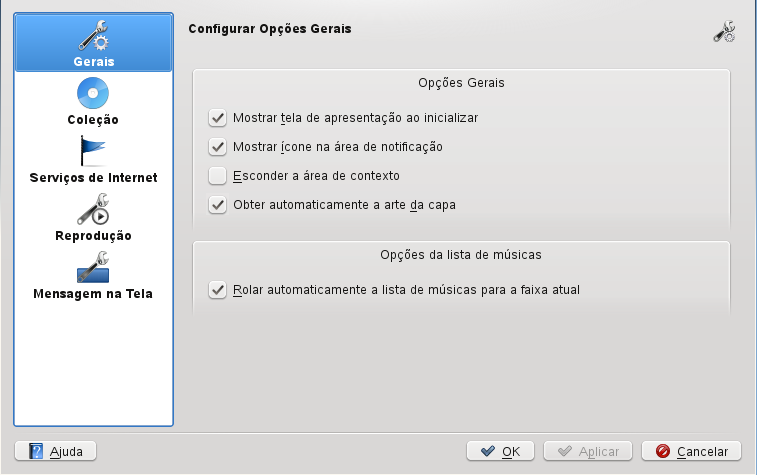 Gerais
Coleção
Serviços de Internet
Reprodução
Mensagem na Tela
Configurar Opções Gerais
Opções Gerais
Mostrar tela de apresentação ao inicializar
Mostrar ícone na área de notificação
Esconder a área de contexto
Obter automaticamente a arte da capa
Opções da lista de músicas
Rolar automaticamente a lista de músicas para a faixa atual
Ajuda
OK
Aplicar
Cancelar